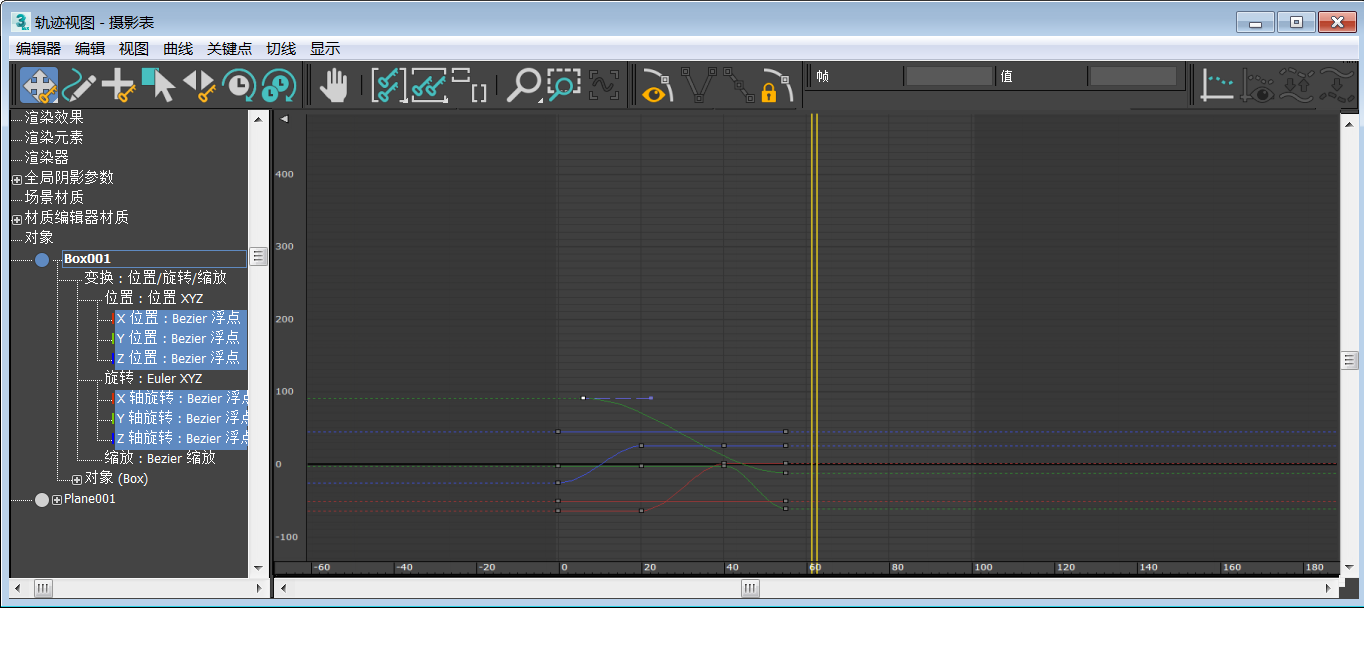 轨迹视图 - 摄影表
编辑器 编辑 视图 曲线 关键点 切线 显示
帧 值
渲染效果
渲染元素
渲染器
全局阴影参数
场景材质
材质编辑器材质
对象
Box001
变换：位置/旋转/缩放
位置：位置 XYZ
X 位置：Bezier 浮点
Y 位置：Bezier 浮点
Z 位置：Bezier 浮点
旋转：Euler XYZ
X 轴旋转：Bezier 浮点
Y 轴旋转：Bezier 浮点
Z 轴旋转：Bezier 浮点
缩放：Bezier 缩放
对象 (Box)
Plane001
400
300
200
100
0
-100
-60 -40 -20 0 20 40 60 80 100 120 140 160 180